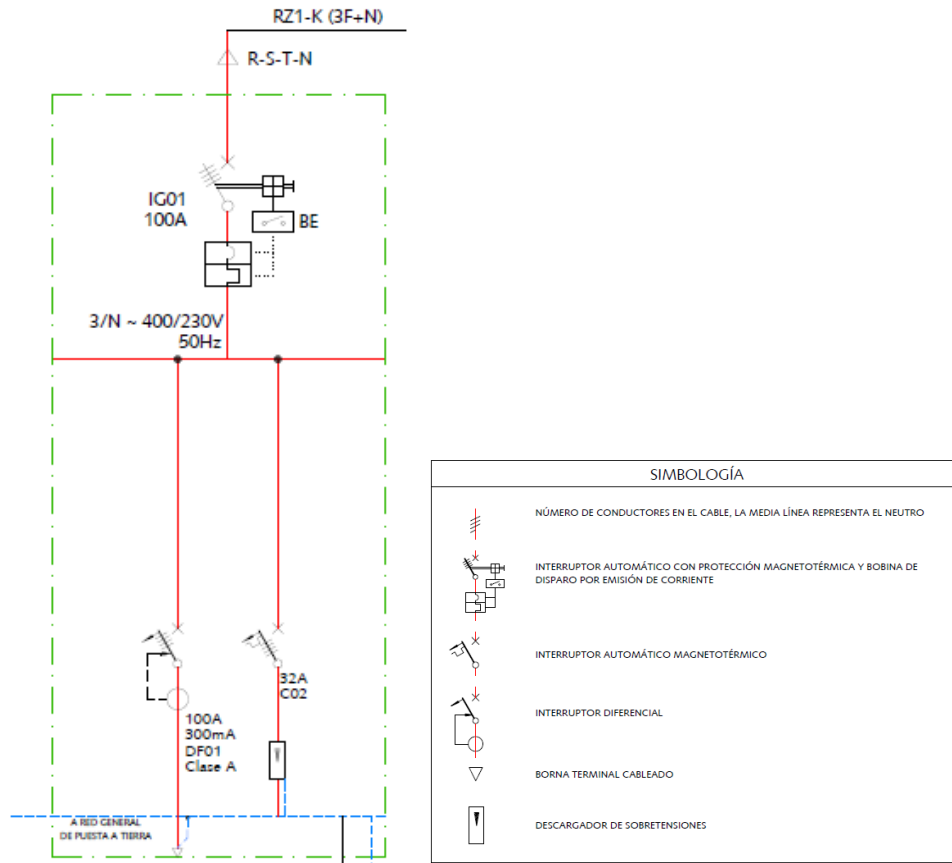 RZ1-K (3F+N)
R-S-T-N
IG01
100A
BE
3/N ~ 400/230V
50Hz
32A
C02
100A
300mA
DF01
Clase A
A RED GENERAL
DE PUESTA A TIERRA
SIMBOLOGÍA
NÚMERO DE CONDUCTORES EN EL CABLE, LA MEDIA LÍNEA REPRESENTA EL NEUTRO
INTERRUPTOR AUTOMÁTICO CON PROTECCIÓN MAGNETOTÉRMICA Y BOBINA DE
DISPARO POR EMISIÓN DE CORRIENTE
INTERRUPTOR AUTOMÁTICO MAGNETOTÉRMICO
INTERRUPTOR DIFERENCIAL
BORNA TERMINAL CABLEADO
DESCARGADOR DE SOBRETENSIONES